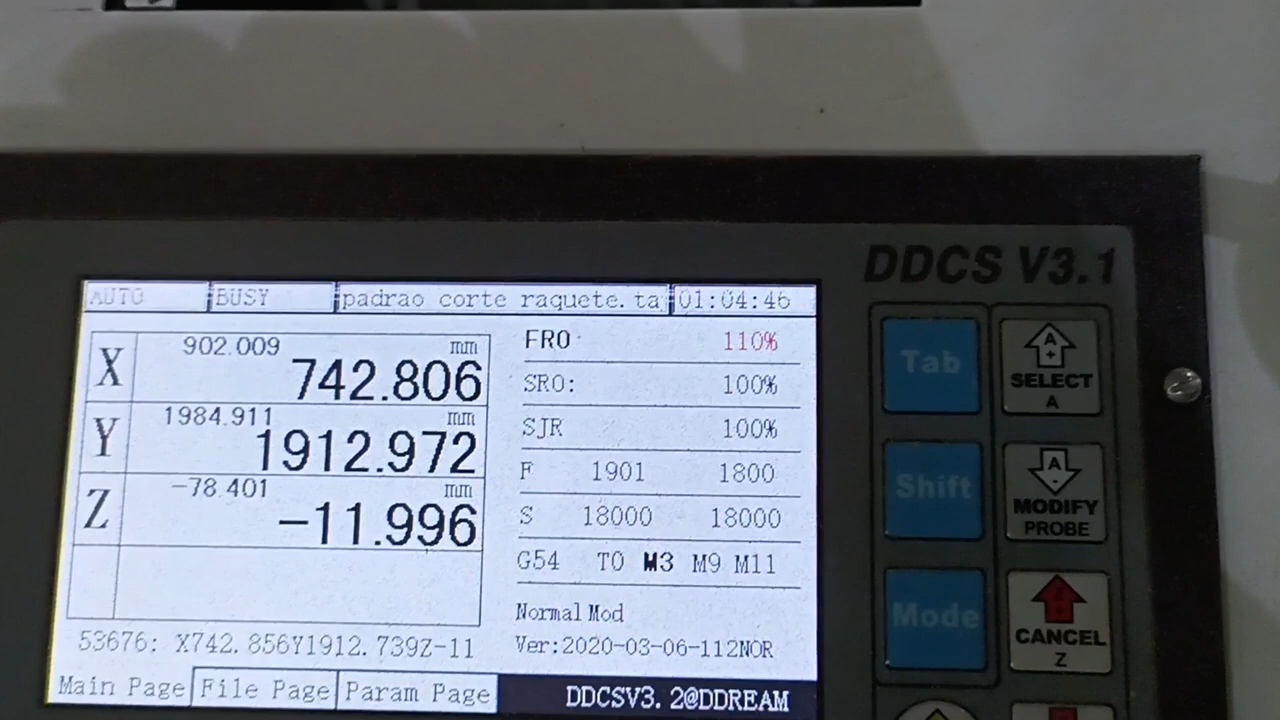 DDCS V3.1
AUTO BUSY padrao corte raquete.ta 01:04:46
X 902.009 mm
742.806
Y 1984.911 mm
1912.972
Z -78.401 mm
-11.996
FRO 110%
SRO: 100%
SJR 100%
F 1901 1800
S 18000 18000
G54 T0 M3 M9 M11
Normal Mod
53676: X742.856Y1912.739Z-11
Ver:2020-03-06-112NOR
Main Page File Page Param Page DDCSV3.2@DDREAM
Tab
A
+
SELECT
A
Shift
A
-
MODIFY
PROBE
Mode
CANCEL
Z